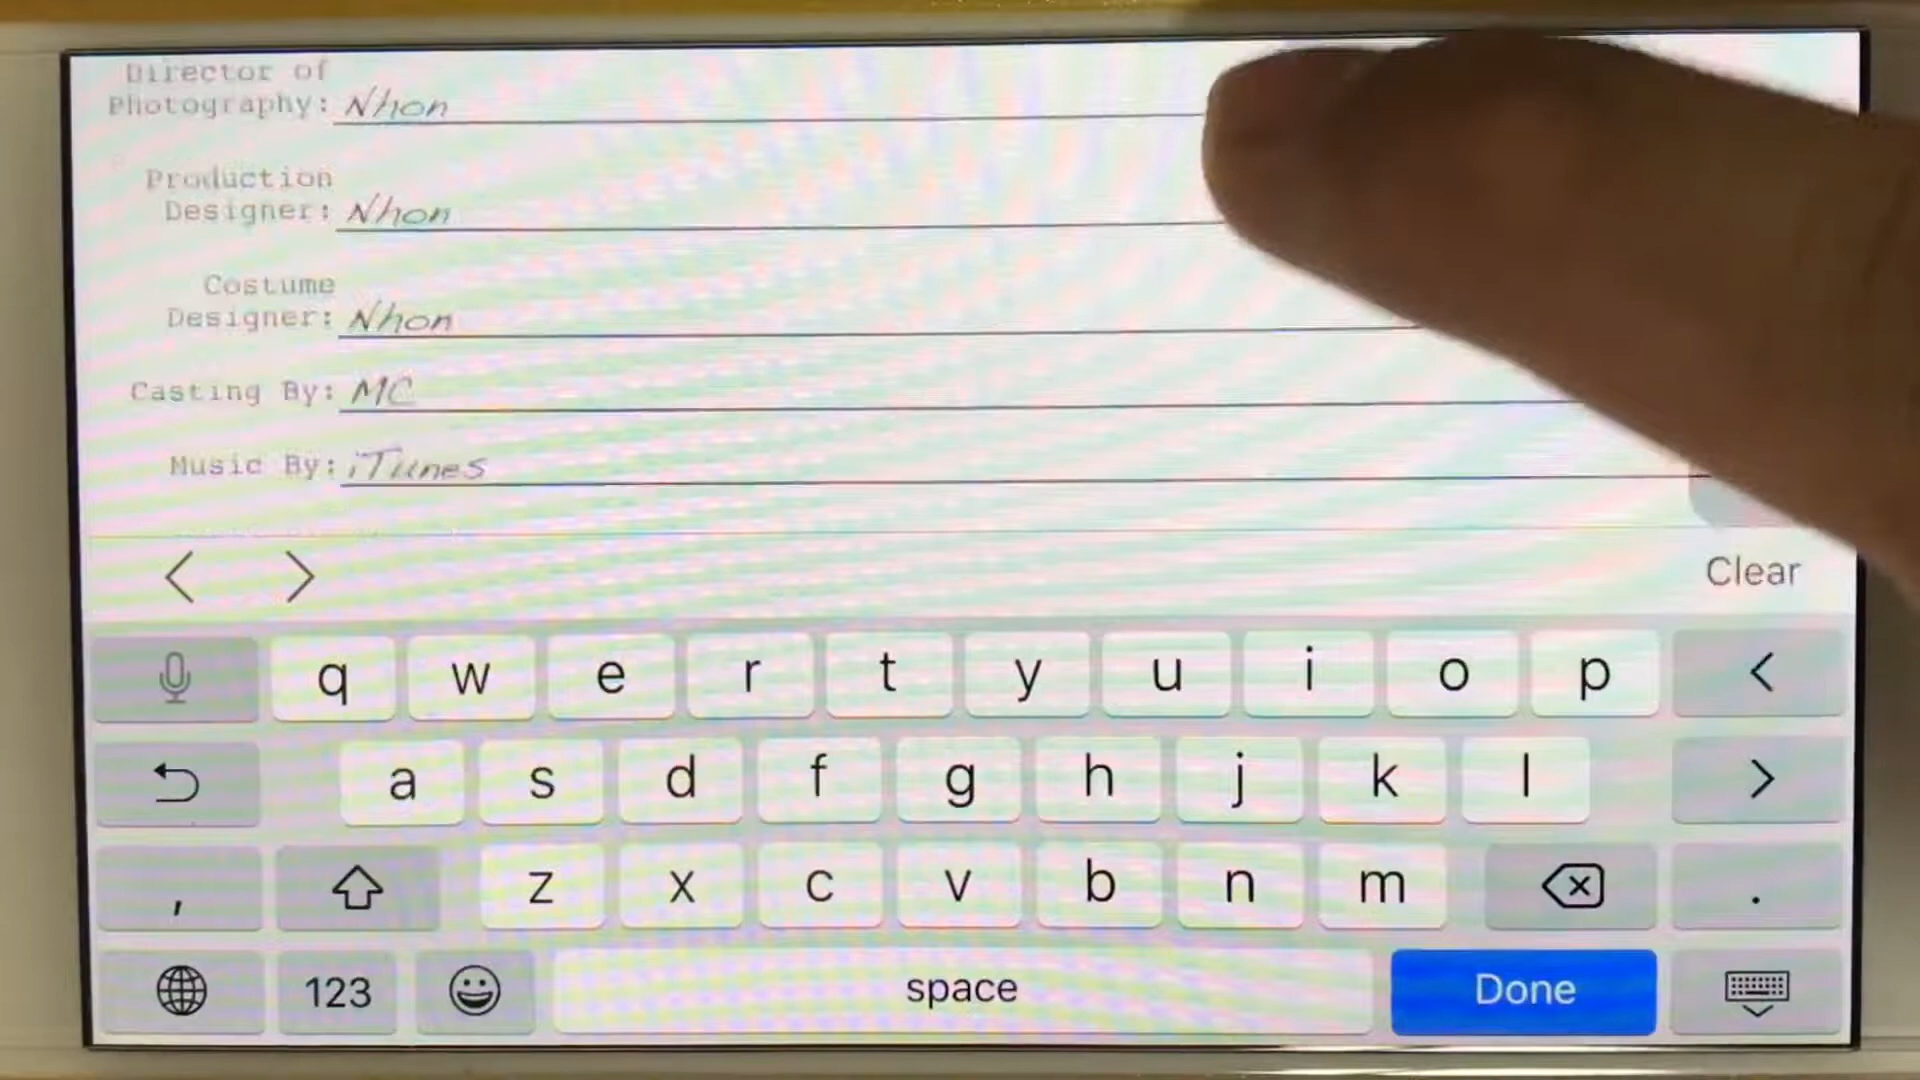 Director of
Photography: Nhon
Production
Designer: Nhon
Costume
Designer: Nhon
Casting By: MC
Music By: iTunes
Clear
q w e r t y u i o p
a s d f g h j k l
, z x c v b n m .
123 space Done